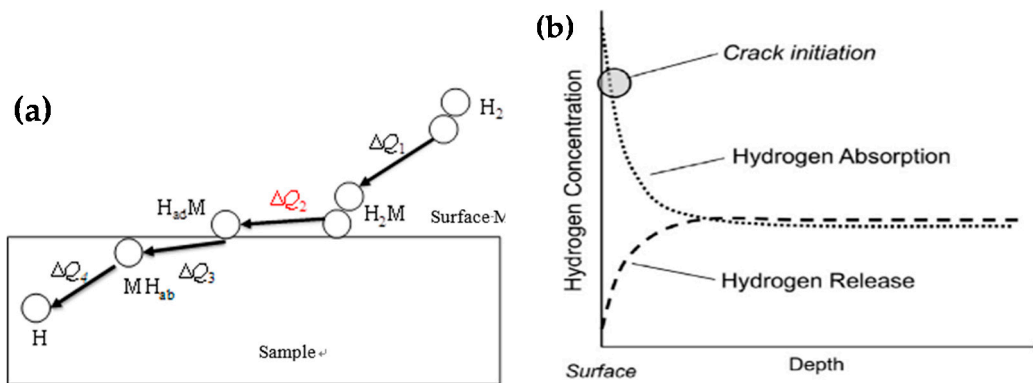 (a)
H₂
ΔQ₁
H₂M
Surface M
ΔQ₂
HₐdM
ΔQ₃
M Hₐb
ΔQ₄
H
Sample
(b)
Hydrogen Concentration
Crack initiation
Hydrogen Absorption
Hydrogen Release
Surface
Depth